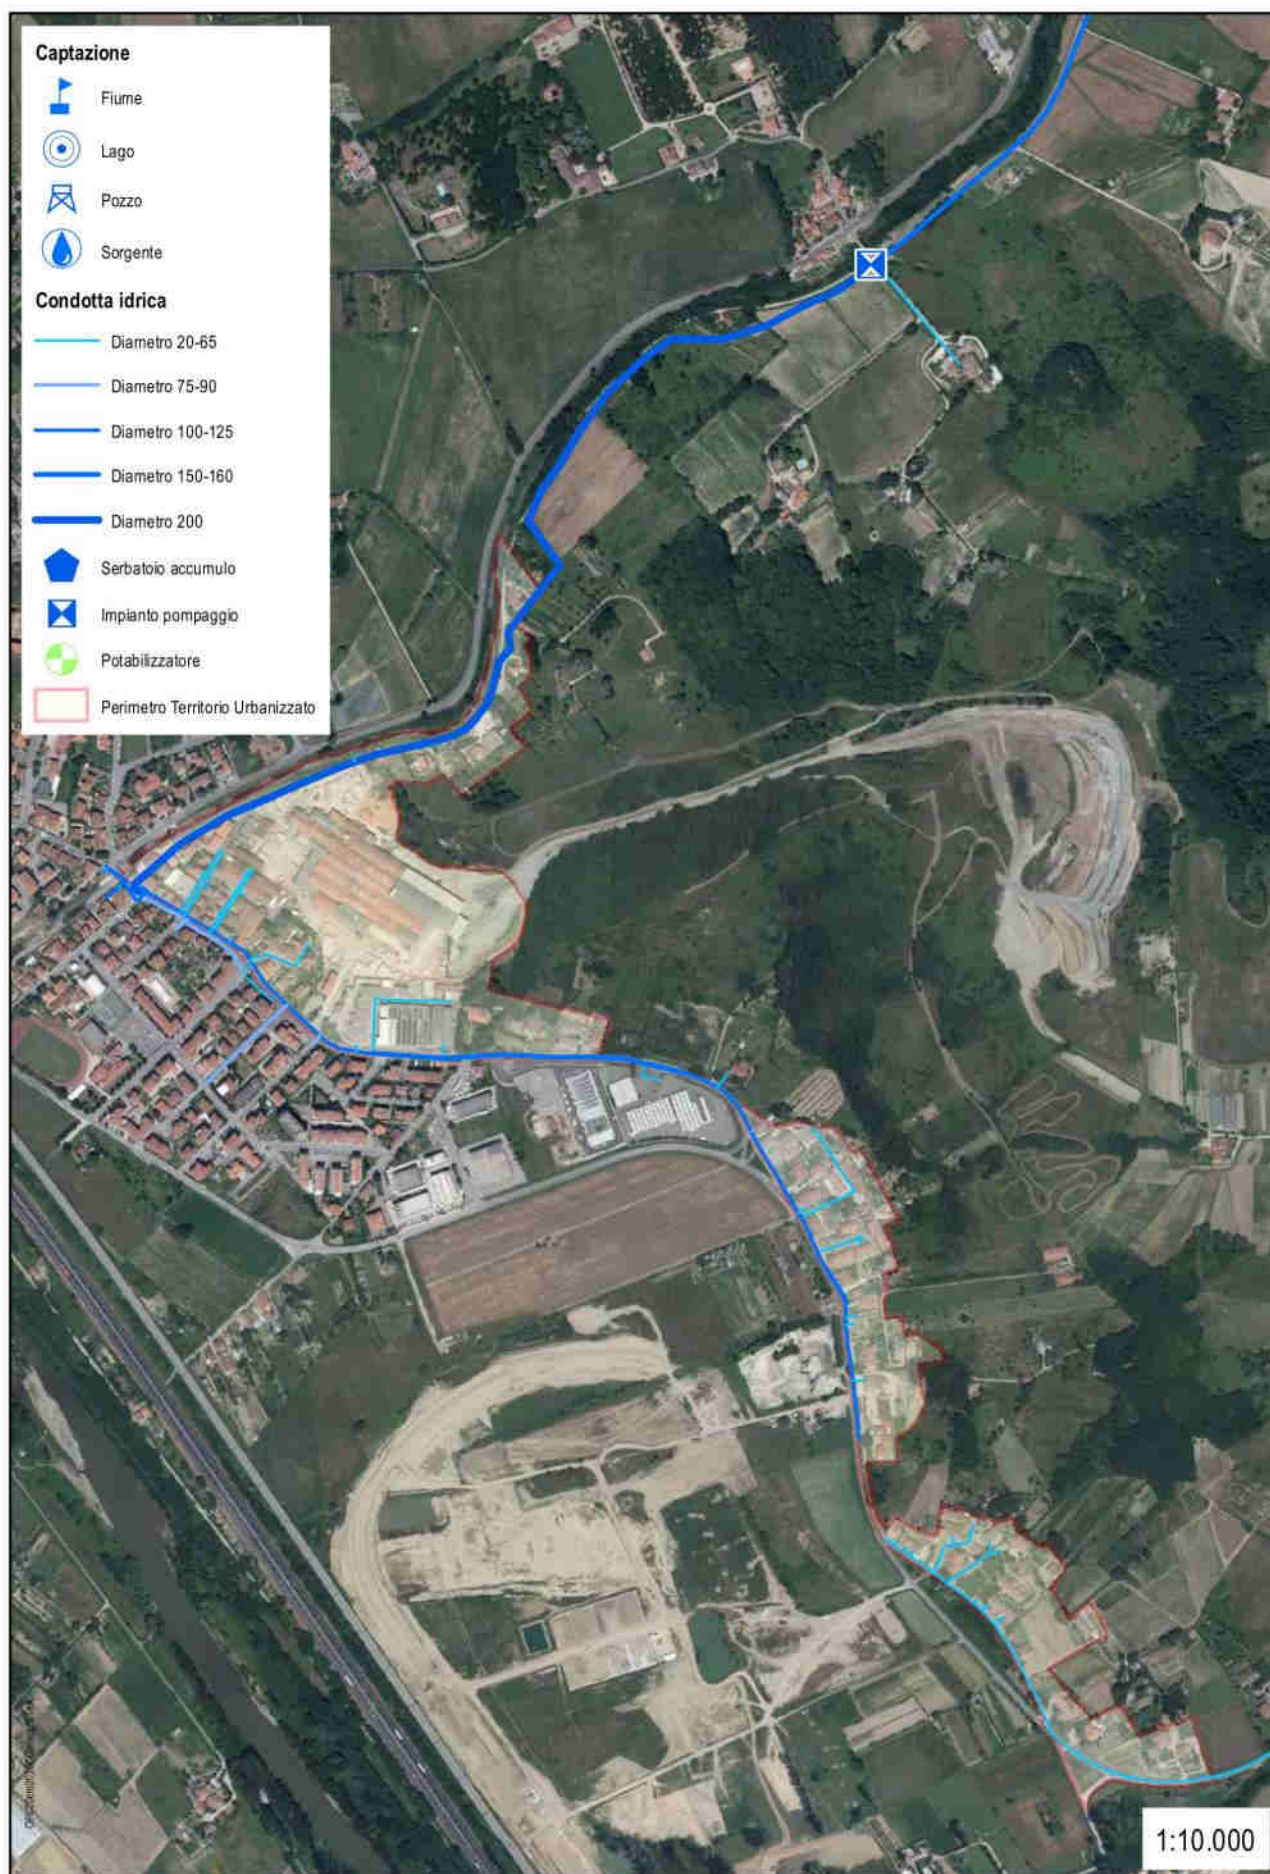 Captazione
Fiume
Lago
Pozzo
Sorgente
Condotta idrica
Diametro 20-65
Diametro 75-90
Diametro 100-125
Diametro 150-160
Diametro 200
Serbatoio accumulo
Impianto pompaggio
Potabilizzatore
Perimetro Territorio Urbanizzato
1:10.000